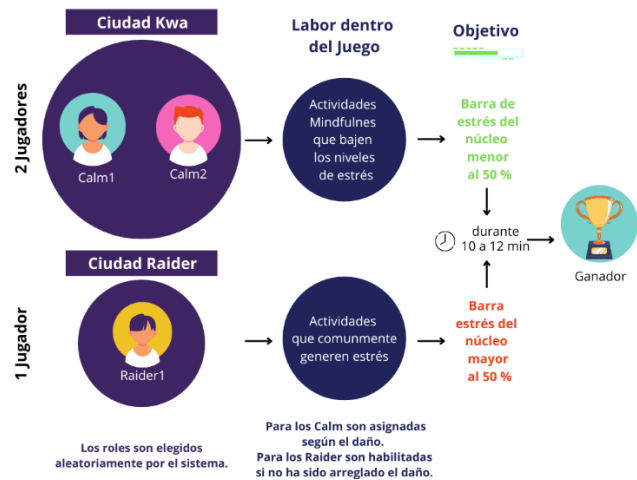 Ciudad Kwa
Labor dentro
del Juego
Objetivo
2 Jugadores
Calm1
Calm2
Actividades
Mindfulnes
que bajen
los niveles
de estrés
Barra de
estrés del
núcleo
menor
al 50 %
durante
10 a 12 min
Ganador
Ciudad Raider
1 Jugador
Raider1
Actividades
que comunmente
generen estrés
Barra
estrés del
núcleo
mayor
al 50 %
Los roles son elegidos
aleatoriamente por el sistema.
Para los Calm son asignadas
según el daño.
Para los Raider son habilitadas
si no ha sido arreglado el daño.